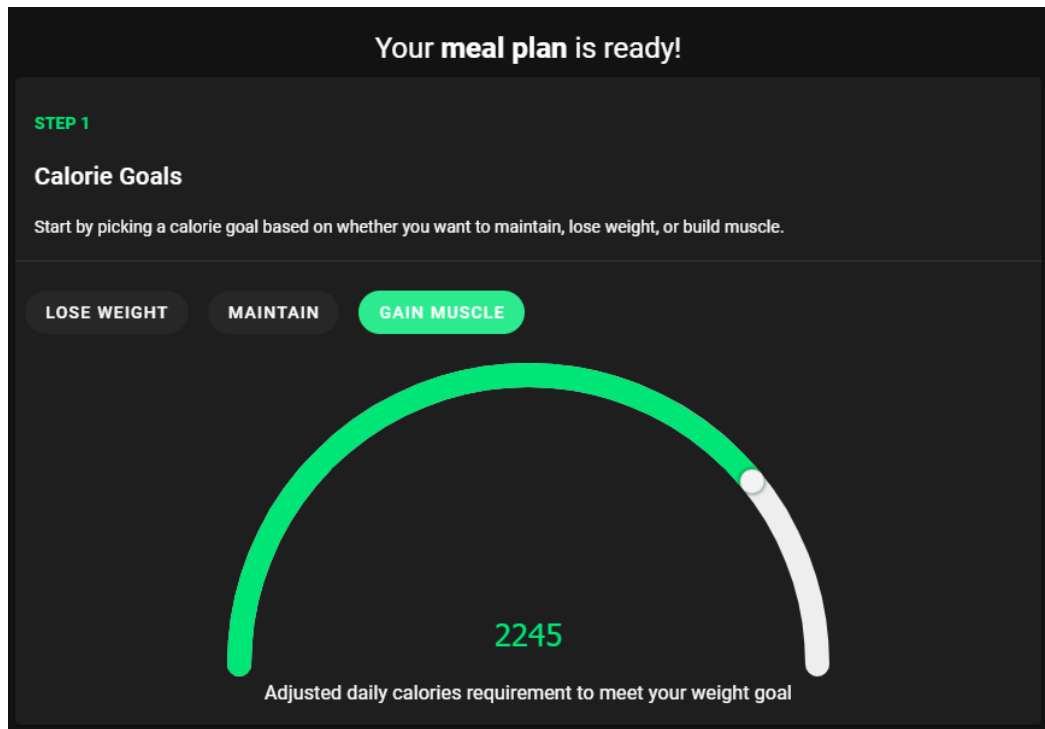 Your meal plan is ready!
STEP 1
Calorie Goals
Start by picking a calorie goal based on whether you want to maintain, lose weight, or build muscle.
LOSE WEIGHT MAINTAIN GAIN MUSCLE
2245
Adjusted daily calories requirement to meet your weight goal